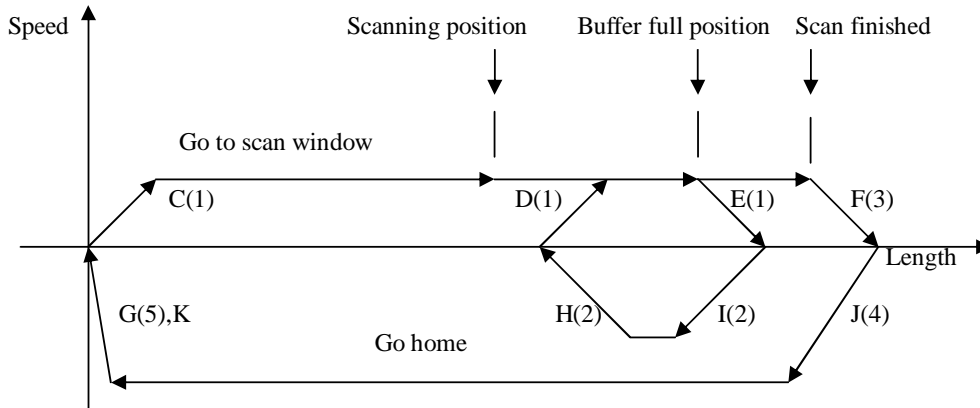 Speed
Scanning position
Buffer full position
Scan finished
Go to scan window
C(1)
D(1)
E(1)
F(3)
Length
G(5),K
H(2)
I(2)
J(4)
Go home